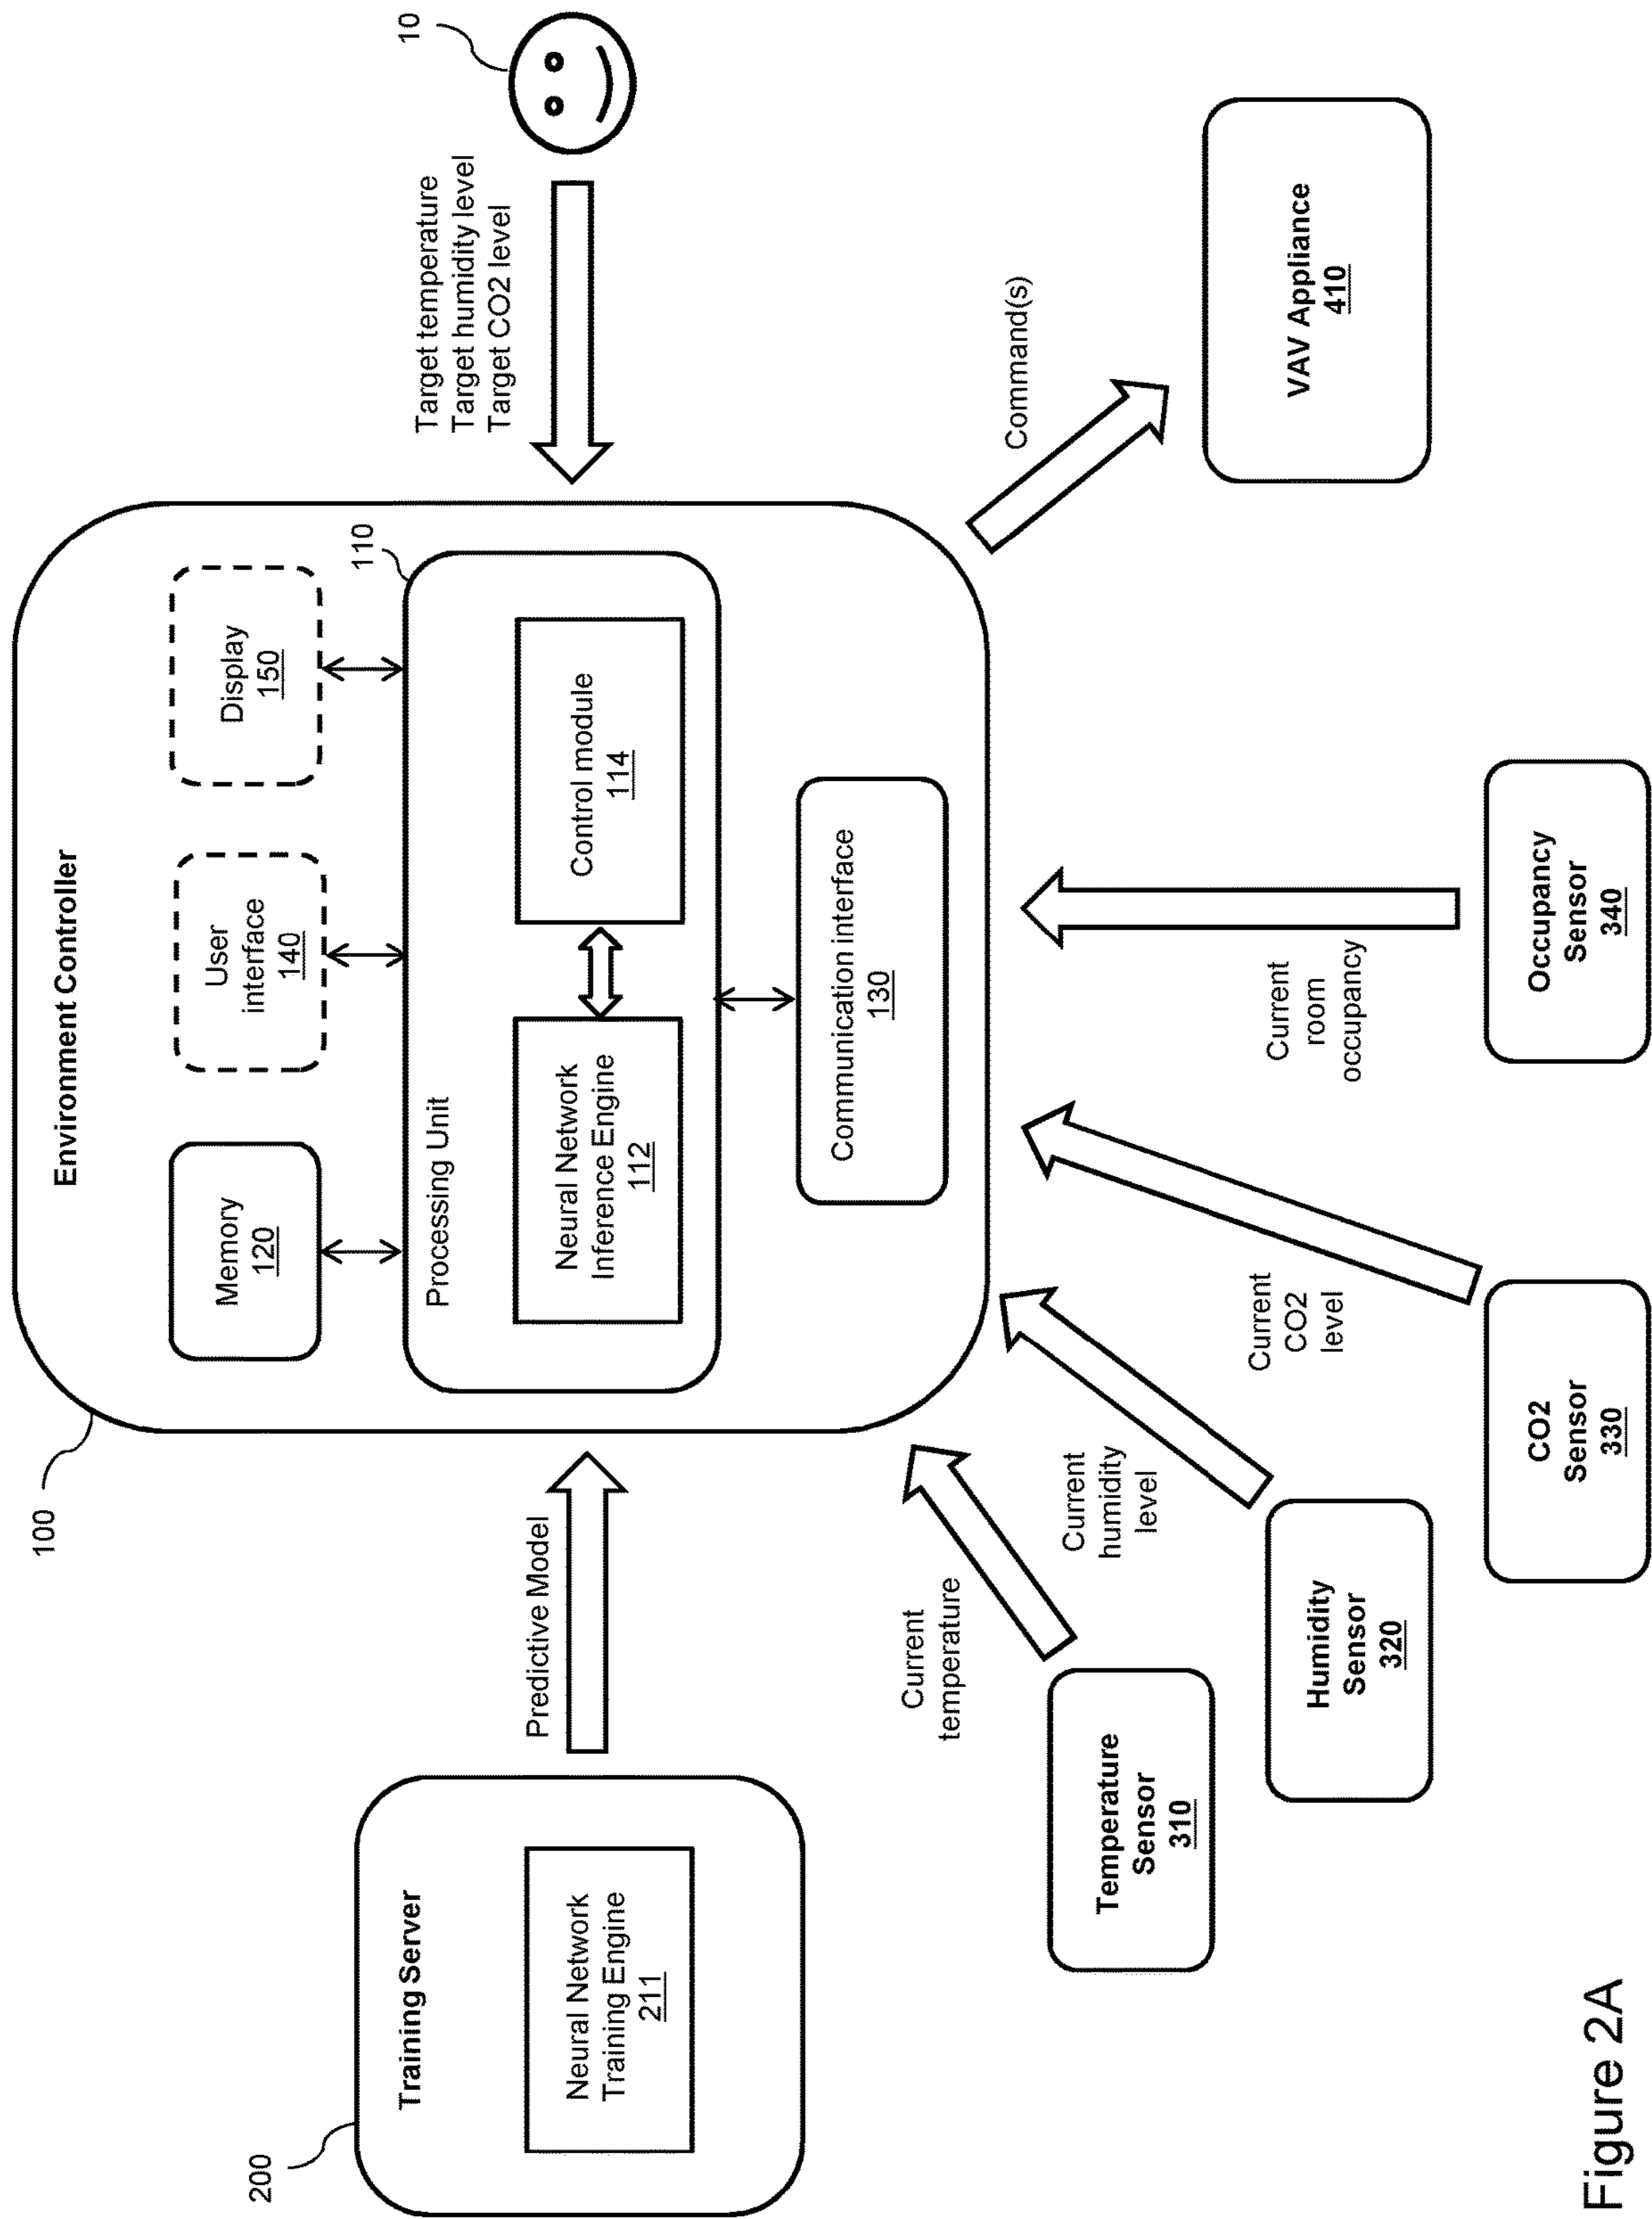 Environment Controller
100
Memory
120
User
interface
140
Display
150
110
Processing Unit
Neural Network
Inference Engine
112
Control module
114
Communication interface
130
200
Training Server
Neural Network
Training Engine
211
Predictive Model
10
Target temperature
Target humidity level
Target CO2 level
Current
temperature
Temperature
Sensor
310
Current
humidity
level
Humidity
Sensor
320
Current
CO2
level
CO2
Sensor
330
Current
room
occupancy
Occupancy
Sensor
340
Command(s)
VAV Appliance
410
Figure 2A